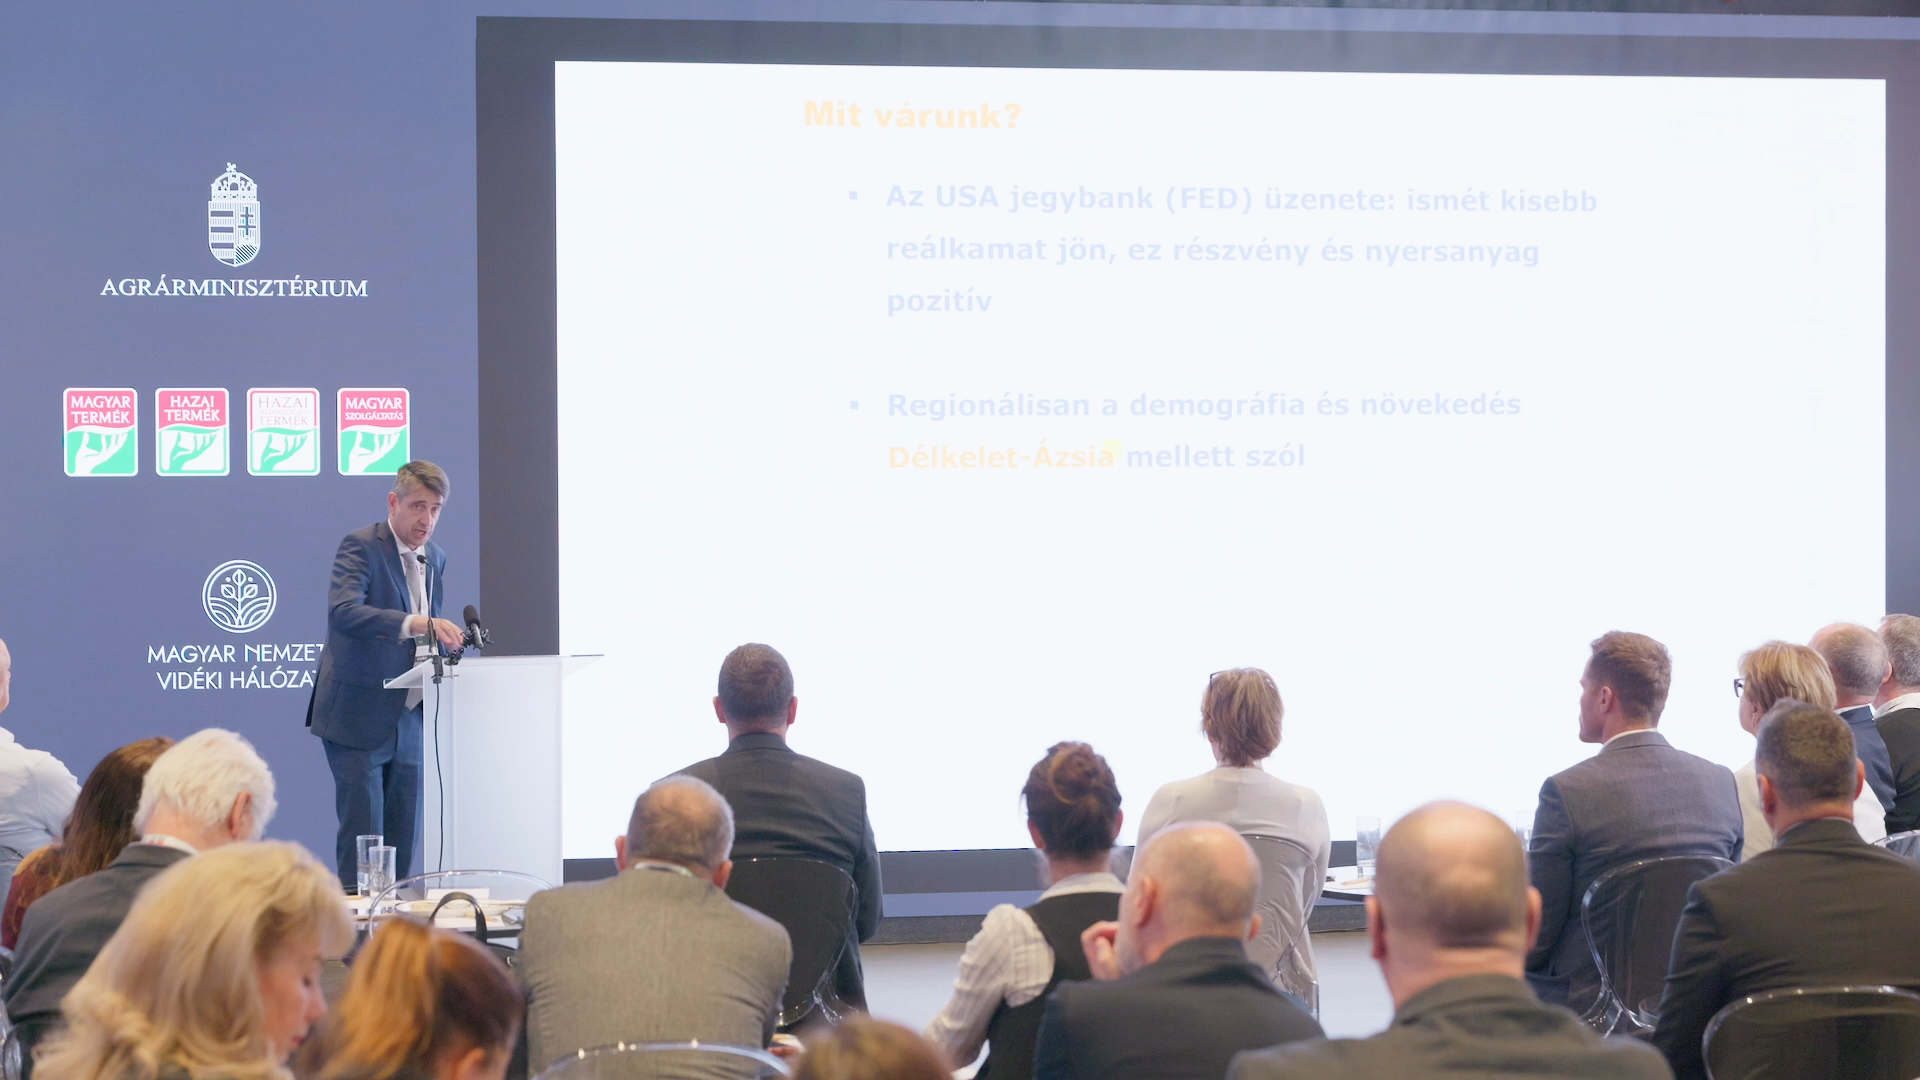 AGRÁRMINISZTÉRIUM
MAGYAR
TERMÉK
HAZAI
TERMÉK
HAZAI
TERMÉK
MAGYAR
SZOLGÁLTATÁS
MAGYAR NEMZET
VIDÉKI HÁLÓZA
Mit várunk?
▪ Az USA jegybank (FED) üzenete: ismét kisebb
reálkamat jön, ez részvény és nyersanyag
pozitív
▪ Regionálisan a demográfia és növekedés
Délkelet-Ázsia mellett szól